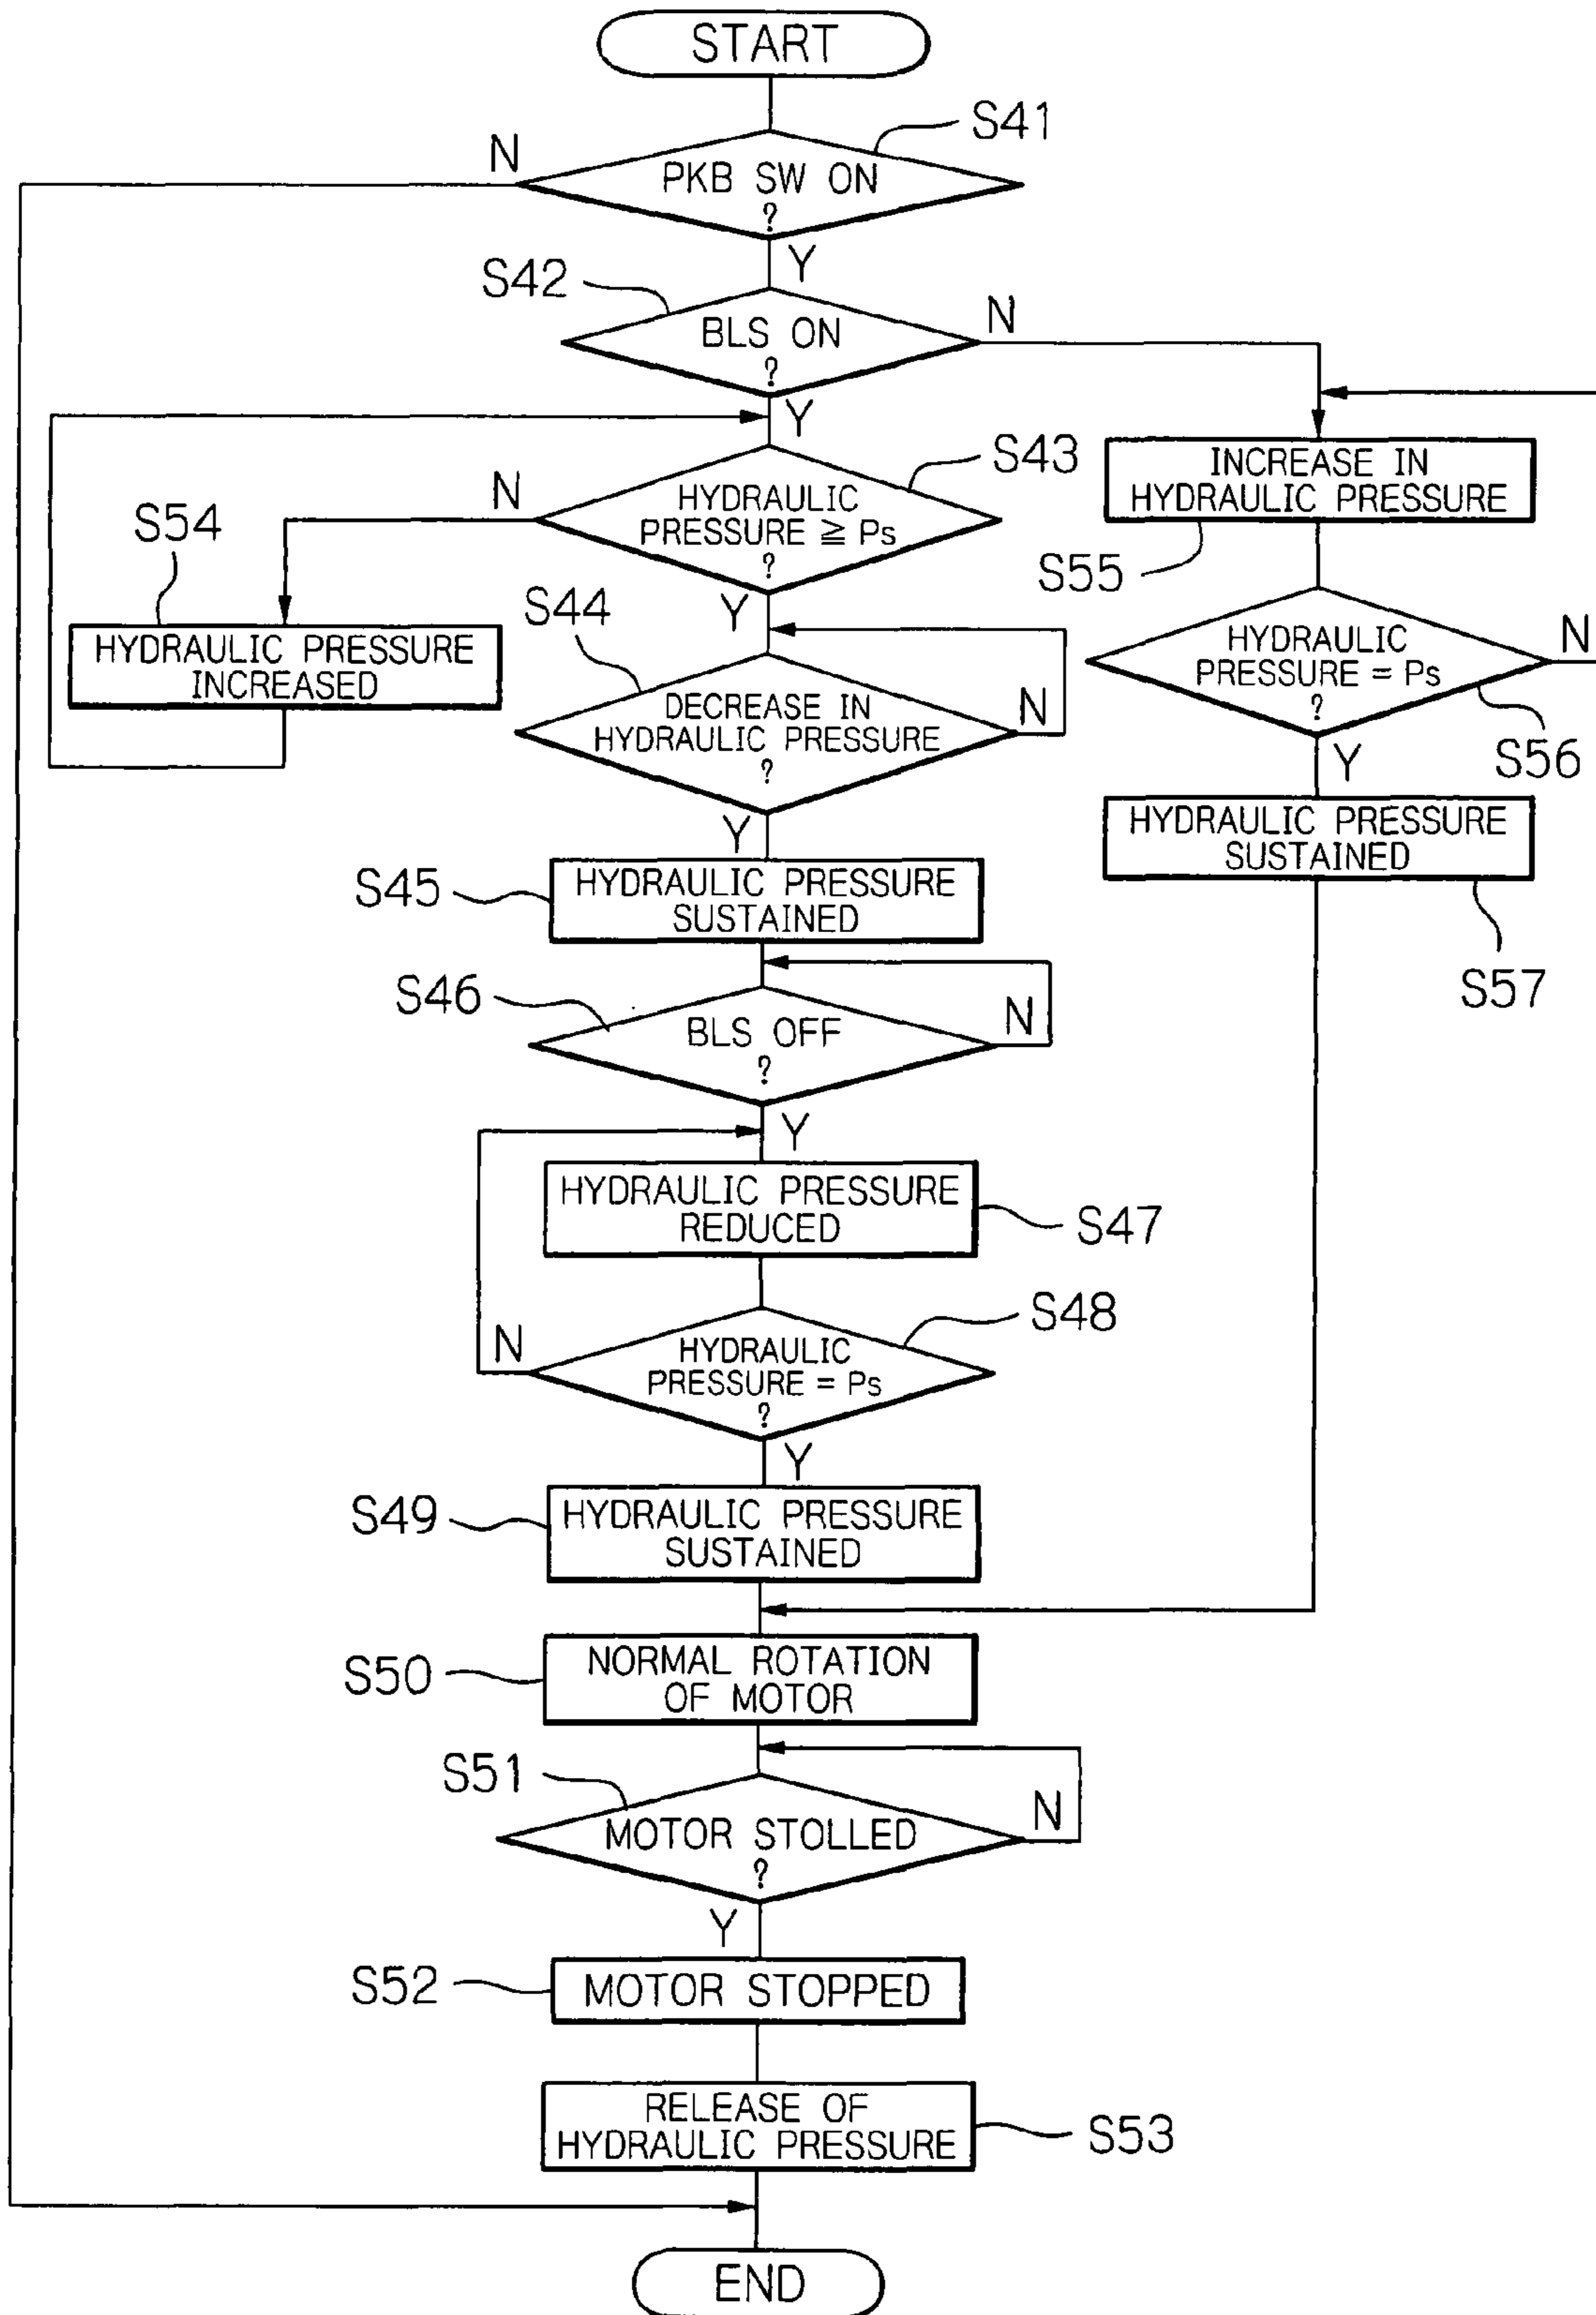 START
S41
N
PKB SW ON
?
Y
S42
BLS ON
?
N
Y
S43
HYDRAULIC
PRESSURE ≧ Ps
?
N
S54
HYDRAULIC PRESSURE
INCREASED
Y
S44
DECREASE IN
HYDRAULIC PRESSURE
?
N
Y
S45
HYDRAULIC PRESSURE
SUSTAINED
S46
BLS OFF
?
N
Y
HYDRAULIC PRESSURE
REDUCED
S47
S48
N
HYDRAULIC
PRESSURE = Ps
?
Y
S49
HYDRAULIC PRESSURE
SUSTAINED
INCREASE IN
HYDRAULIC PRESSURE
S55
HYDRAULIC
PRESSURE = Ps
?
N
S56
Y
HYDRAULIC PRESSURE
SUSTAINED
S57
S50
NORMAL ROTATION
OF MOTOR
S51
MOTOR STOLLED
?
N
Y
S52
MOTOR STOPPED
RELEASE OF
HYDRAULIC PRESSURE
S53
END